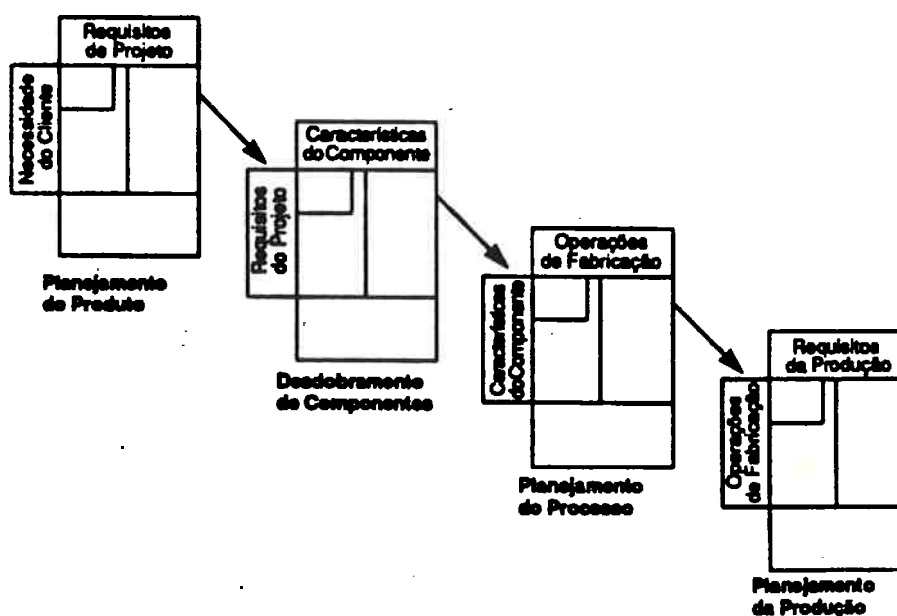 Requisitos
de Projeto
Necessidade
do Cliente
Planejamento
do Produto
Características
do Componente
Requisitos
do Projeto
Desdobramento
de Componentes
Operações
de Fabricação
Características
do Componente
Planejamento
do Processo
Requisitos
da Produção
Operações
de Fabricação
Planejamento
da Produção